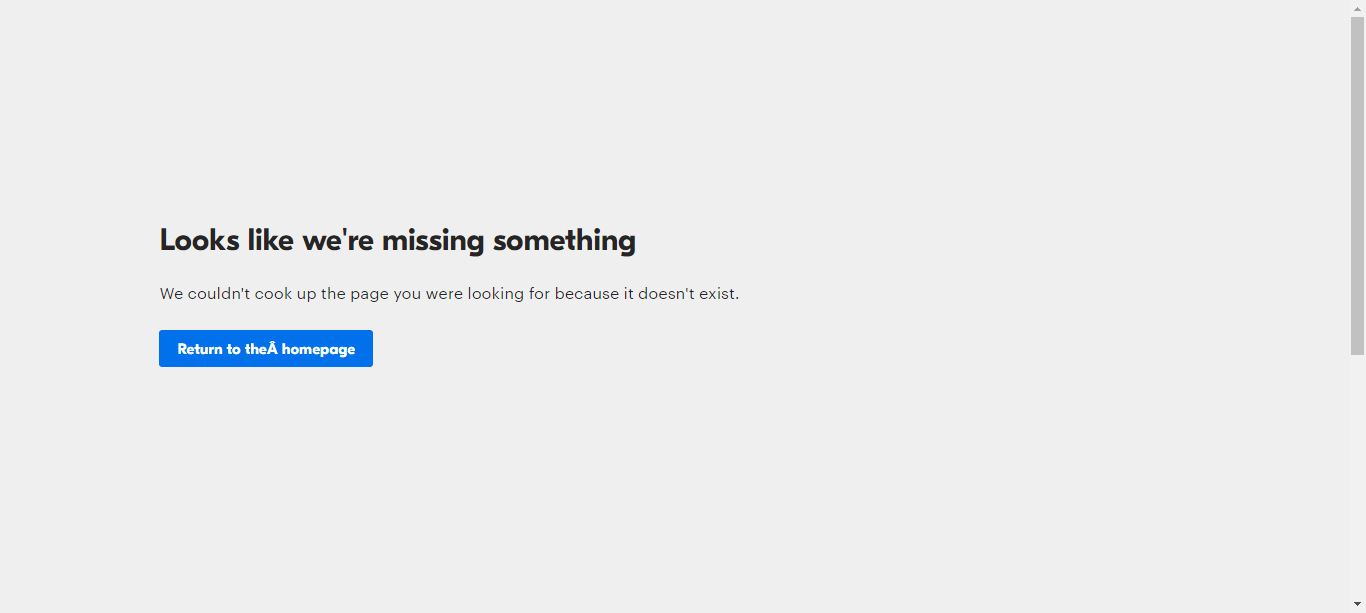 Looks like we're missing something
We couldn't cook up the page you were looking for because it doesn't exist.
Return to theÂ homepage